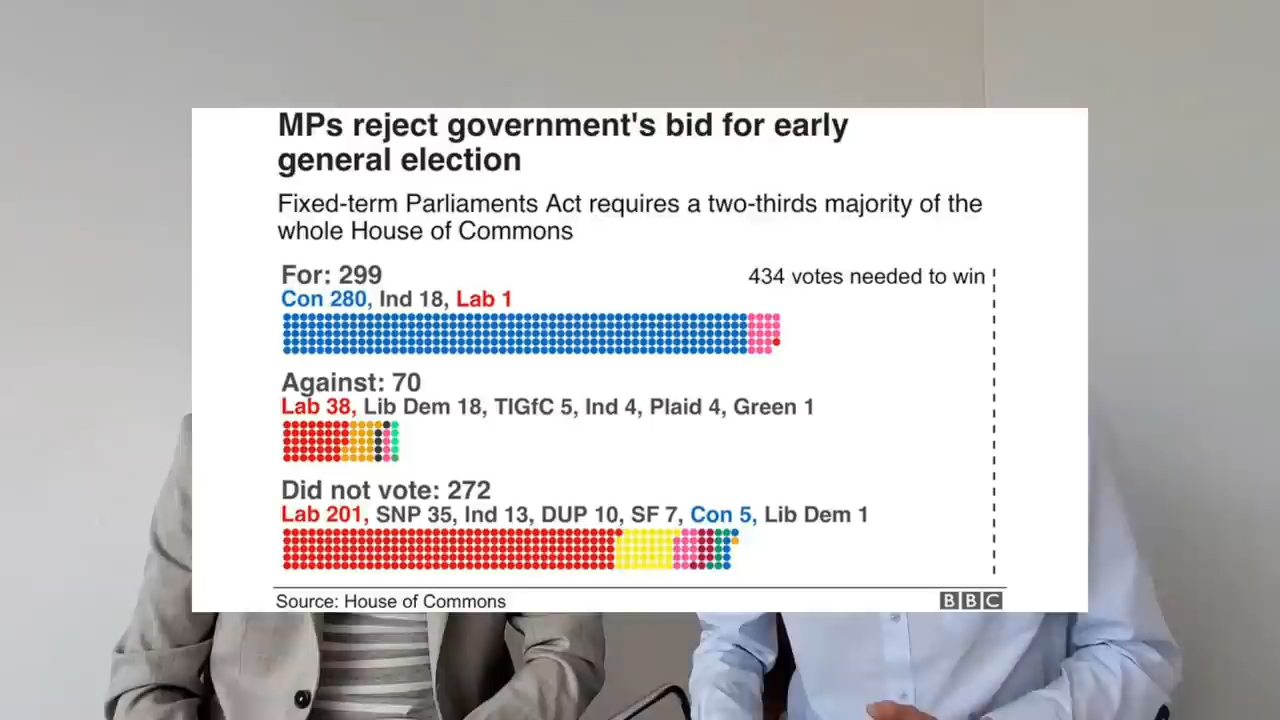 MPs reject government's bid for early
general election
Fixed-term Parliaments Act requires a two-thirds majority of the
whole House of Commons
For: 299
434 votes needed to win
Con 280, Ind 18, Lab 1
Against: 70
Lab 38, Lib Dem 18, TIGfC 5, Ind 4, Plaid 4, Green 1
Did not vote: 272
Lab 201, SNP 35, Ind 13, DUP 10, SF 7, Con 5, Lib Dem 1
Source: House of Commons
BBC